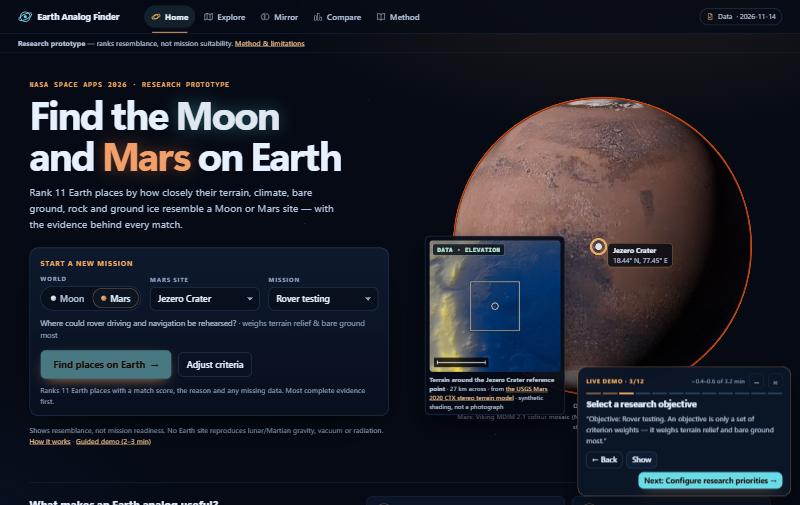 Earth Analog Finder
Home
Explore
Mirror
Compare
Method
Data · 2026-11-14
Research prototype — ranks resemblance, not mission suitability. Method & limitations
NASA SPACE APPS 2026 · RESEARCH PROTOTYPE
Find the Moon
and Mars on Earth
Rank 11 Earth places by how closely their terrain, climate, bare
ground, rock and ground ice resemble a Moon or Mars site — with
the evidence behind every match.
START A NEW MISSION
WORLD
MARS SITE
MISSION
Moon
Mars
Jezero Crater
Rover testing
Where could rover driving and navigation be rehearsed? · weighs terrain relief & bare ground
most
Find places on Earth →
Adjust criteria
Ranks 11 Earth places with a match score, the reason and any missing data. Most complete evidence
first.
Shows resemblance, not mission readiness. No Earth site reproduces lunar/Martian gravity, vacuum or radiation.
How it works · Guided demo (2–3 min)
DATA · ELEVATION
Jezero Crater
18.44° N, 77.45° E
Terrain around the Jezero Crater reference
point · 27 km across · from the USGS Mars
2020 CTX stereo terrain model · synthetic
shading, not a photograph
Mars: Viking MDIM 2.1 colour mosaic
LIVE DEMO · 3/12
~0.4–0.6 of 3.2 min
Select a research objective
"Objective: Rover testing. An objective is only a set of
criterion weights — it weighs terrain relief and bare ground
most."
← Back
Show
Next: Configure research priorities →
What makes an Earth analog useful?